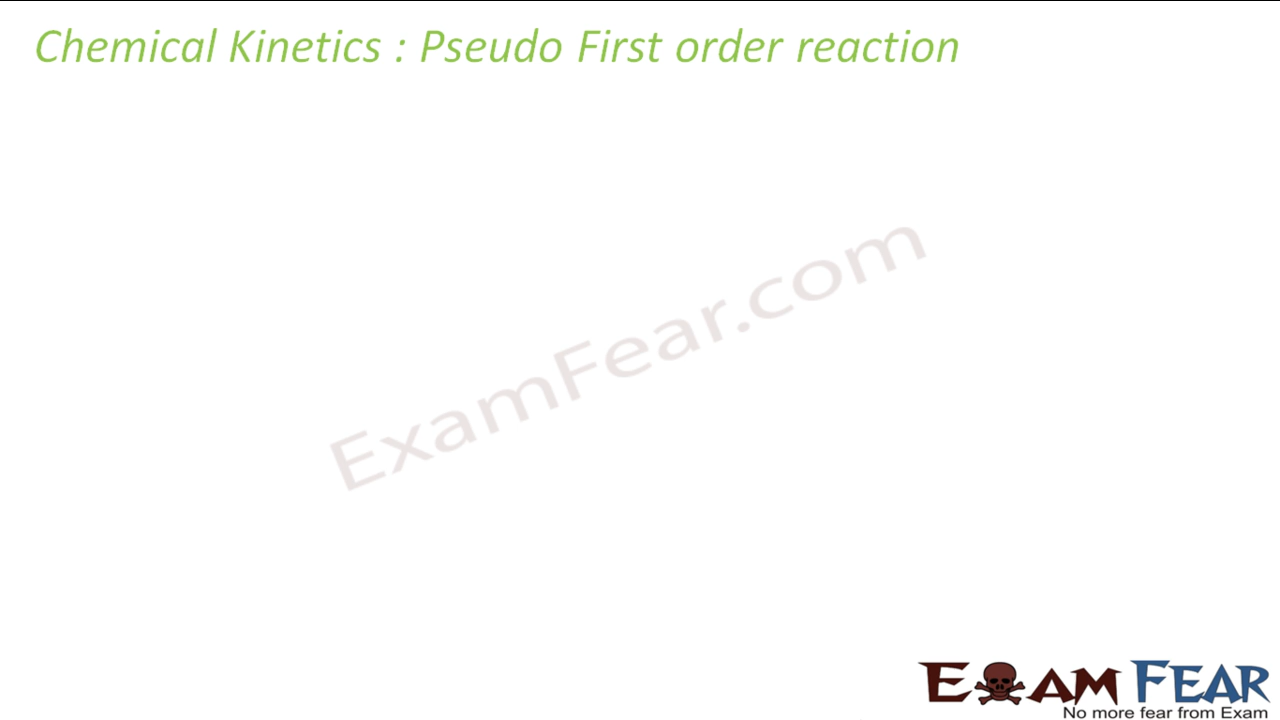 Chemical Kinetics : Pseudo First order reaction
ExamFear.com
EXAM FEAR
No more fear from Exam